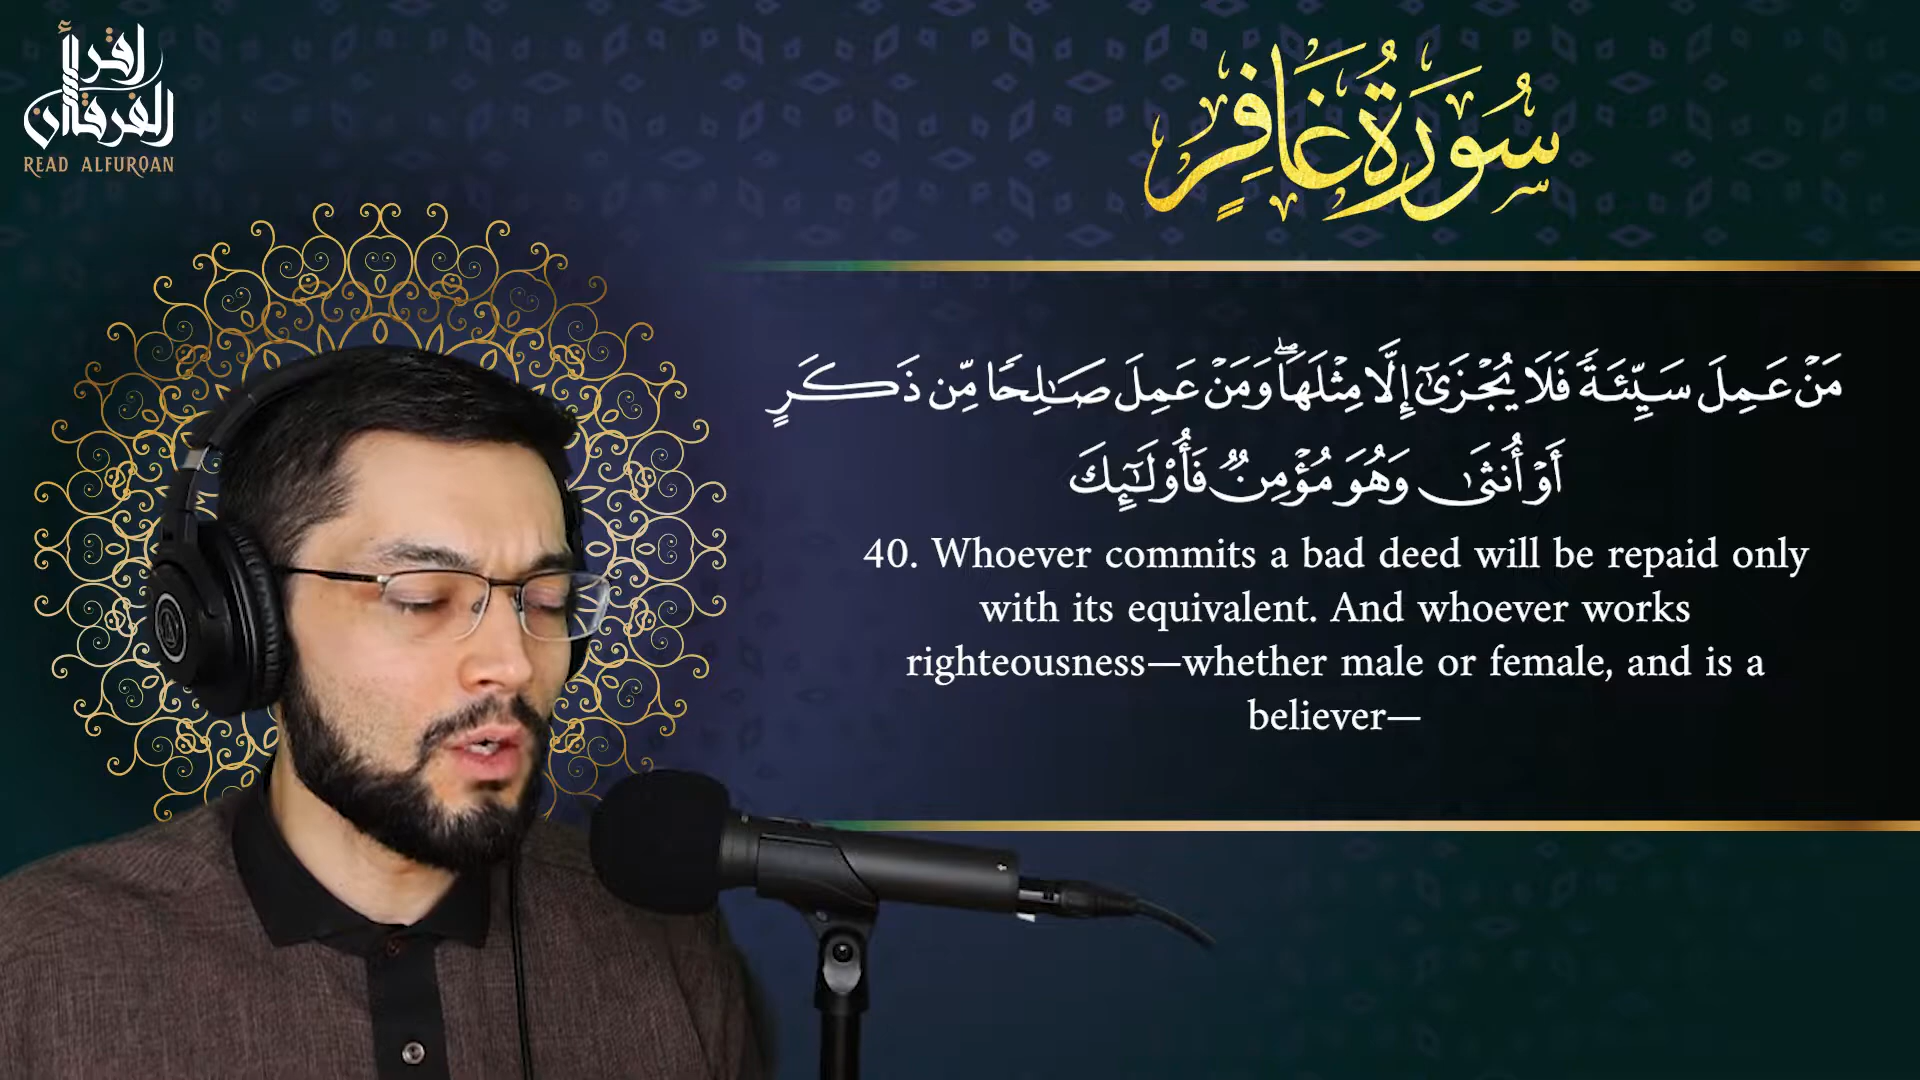 اقرأ
الفرقان
READ ALFURQAN
سُورَةُ غَافِرٍ
مَنْ عَمِلَ سَيِّئَةً فَلَا يُجْزَىٰٓ إِلَّا مِثْلَهَا ۖ وَمَنْ عَمِلَ صَـٰلِحًا مِّن ذَكَرٍ
أَوْ أُنثَىٰ وَهُوَ مُؤْمِنٌ فَأُو۟لَـٰٓئِكَ
40. Whoever commits a bad deed will be repaid only
with its equivalent. And whoever works
righteousness—whether male or female, and is a
believer—